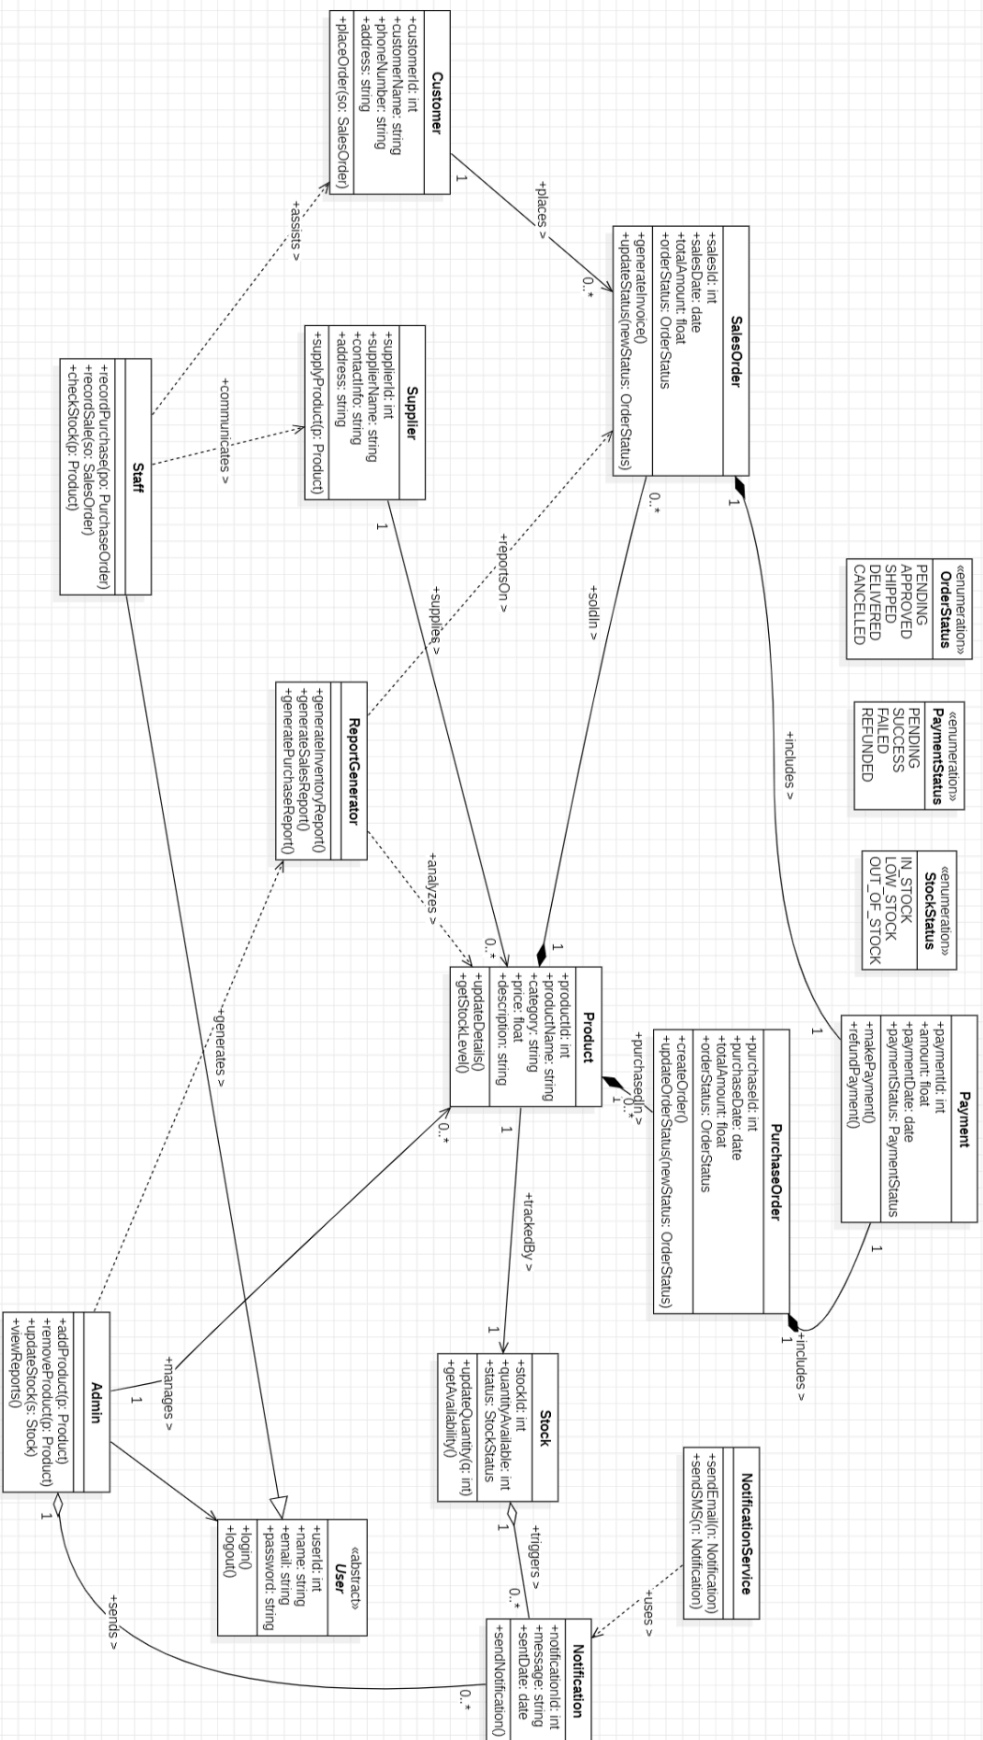 Customer
+customerId: int
+customerName: string
+phoneNumber: string
+address: string
+placeOrder(so: SalesOrder)
1
+places >
0..*
SalesOrder
+salesId: int
+salesDate: date
+totalAmount: float
+orderStatus: OrderStatus
+generateInvoice()
+updateStatus(newStatus: OrderStatus)
1
0..*
+assists >
Supplier
+supplierId: int
+supplierName: string
+contactInfo: string
+address: string
+supplyProduct(p: Product)
1
+communicates >
Staff
+recordPurchase(po: PurchaseOrder)
+recordSale(so: SalesOrder)
+checkStock(p: Product)
+reportsOn >
+supplies >
+soldIn >
«enumeration»
OrderStatus
PENDING
APPROVED
SHIPPED
DELIVERED
CANCELLED
«enumeration»
PaymentStatus
PENDING
SUCCESS
FAILED
REFUNDED
«enumeration»
StockStatus
IN_STOCK
LOW_STOCK
OUT_OF_STOCK
+includes >
1
ReportGenerator
+generateInventoryReport()
+generateSalesReport()
+generatePurchaseReport()
+analyzes >
0..*
1
+generates >
Product
+productId: int
+productName: string
+category: string
+price: float
+description: string
+updateDetails()
+getStockLevel()
+purchasedIn >
1
0..*
0..*
1
Payment
+paymentId: int
+amount: float
+paymentDate: date
+paymentStatus: PaymentStatus
+makePayment()
+refundPayment()
1
PurchaseOrder
+purchaseId: int
+purchaseDate: date
+totalAmount: float
+orderStatus: OrderStatus
+createOrder()
+updateOrderStatus(newStatus: OrderStatus)
1
+includes >
+trackedBy >
1
+manages >
1
Admin
+addProduct(p: Product)
+removeProduct(p: Product)
+updateStock(s: Stock)
+viewReports()
1
Stock
+stockId: int
+quantityAvailable: int
+status: StockStatus
+updateQuantity(q: int)
+getAvailability()
1
+triggers >
0..*
NotificationService
+sendEmail(n: Notification)
+sendSMS(n: Notification)
+uses >
«abstract»
User
+userId: int
+name: string
+email: string
+password: string
+login()
+logout()
+sends >
0..*
Notification
+notificationId: int
+message: string
+sentDate: date
+sendNotification()